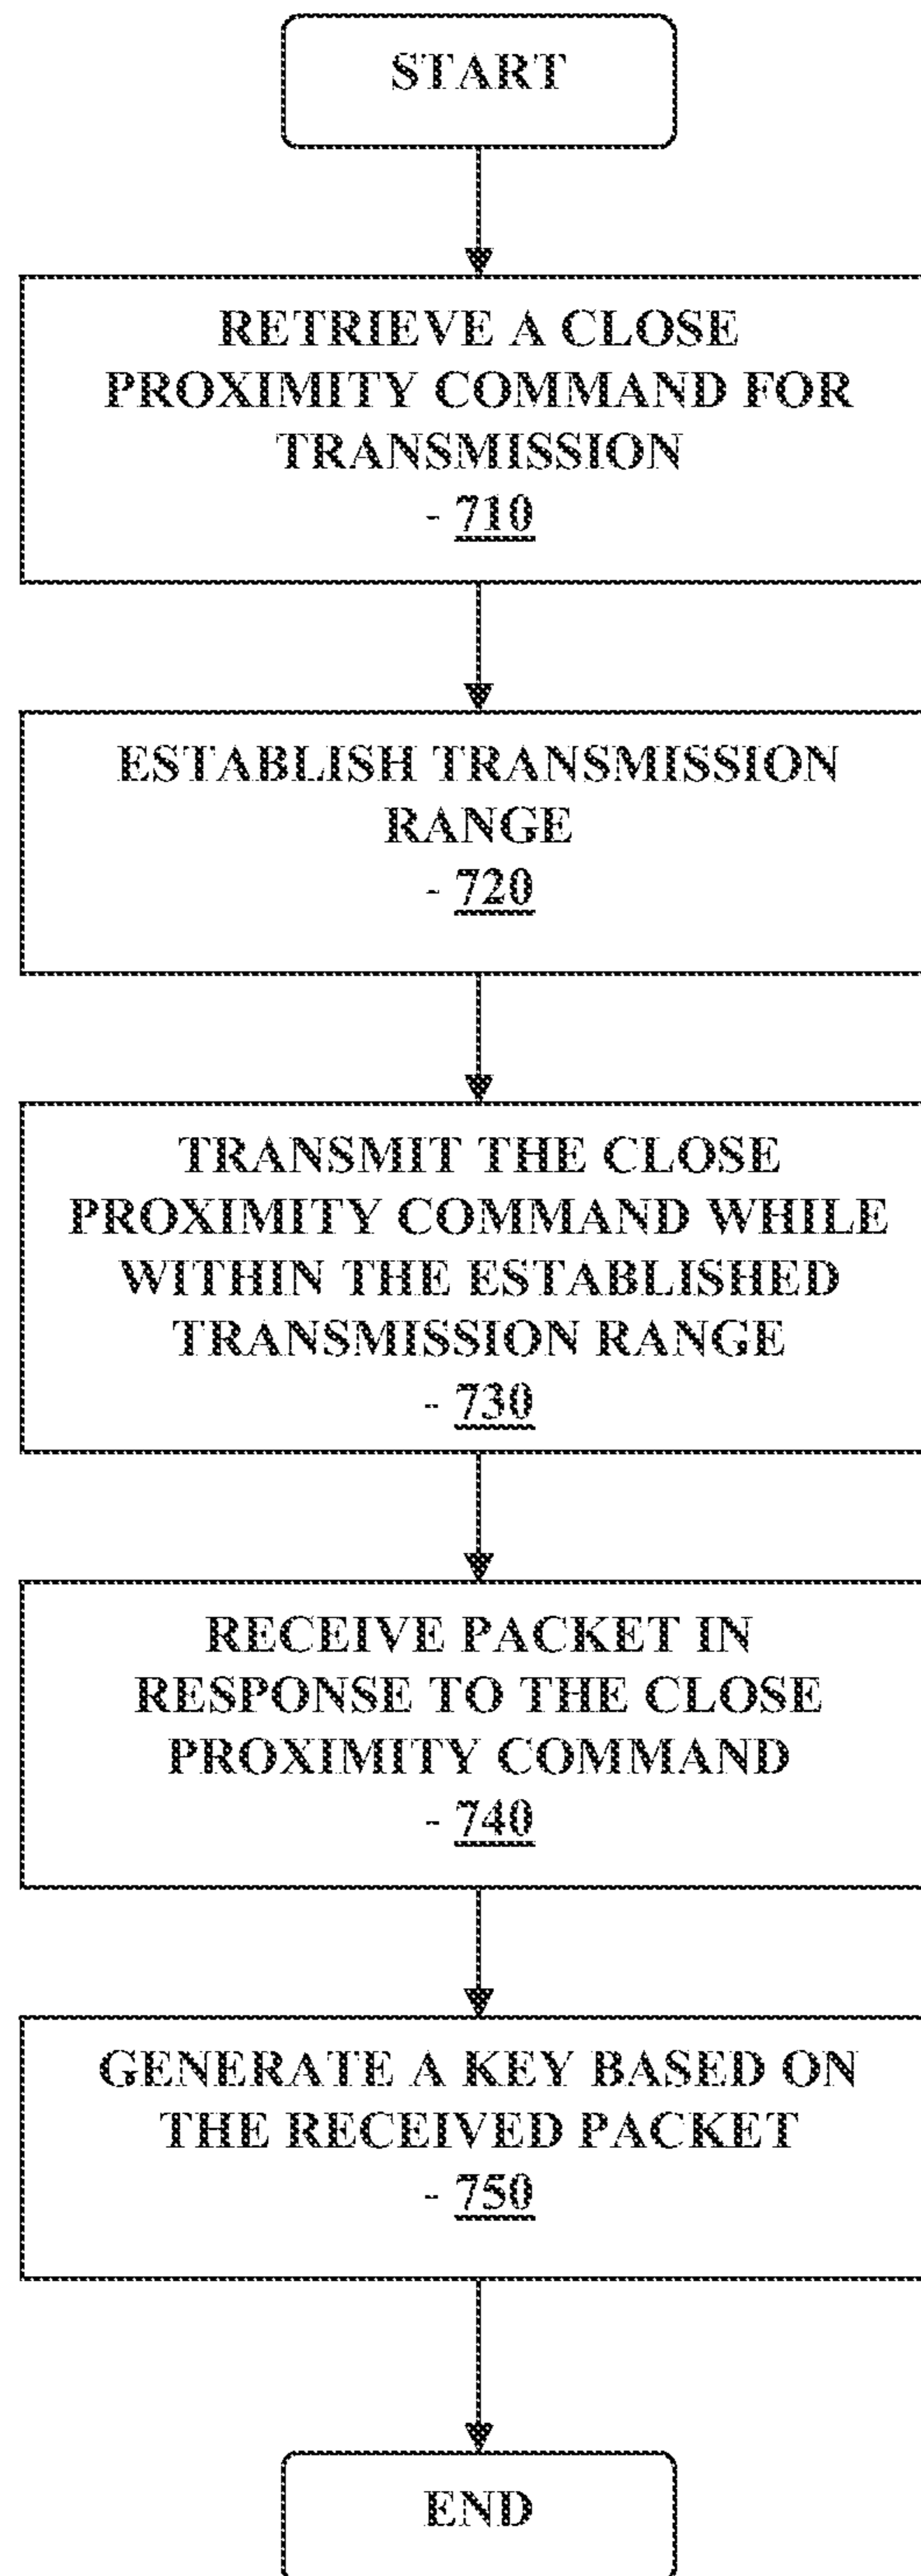 START
RETRIEVE A CLOSE
PROXIMITY COMMAND FOR
TRANSMISSION
- 710
ESTABLISH TRANSMISSION
RANGE
- 720
TRANSMIT THE CLOSE
PROXIMITY COMMAND WHILE
WITHIN THE ESTABLISHED
TRANSMISSION RANGE
- 730
RECEIVE PACKET IN
RESPONSE TO THE CLOSE
PROXIMITY COMMAND
- 740
GENERATE A KEY BASED ON
THE RECEIVED PACKET
- 750
END